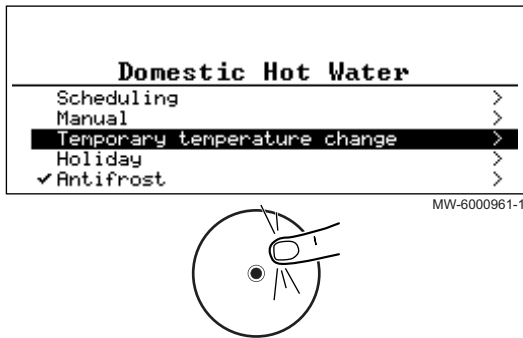 Domestic Hot Water
Scheduling >
Manual >
Temporary temperature change >
Holiday >
✔Antifrost >
MW-6000961-1